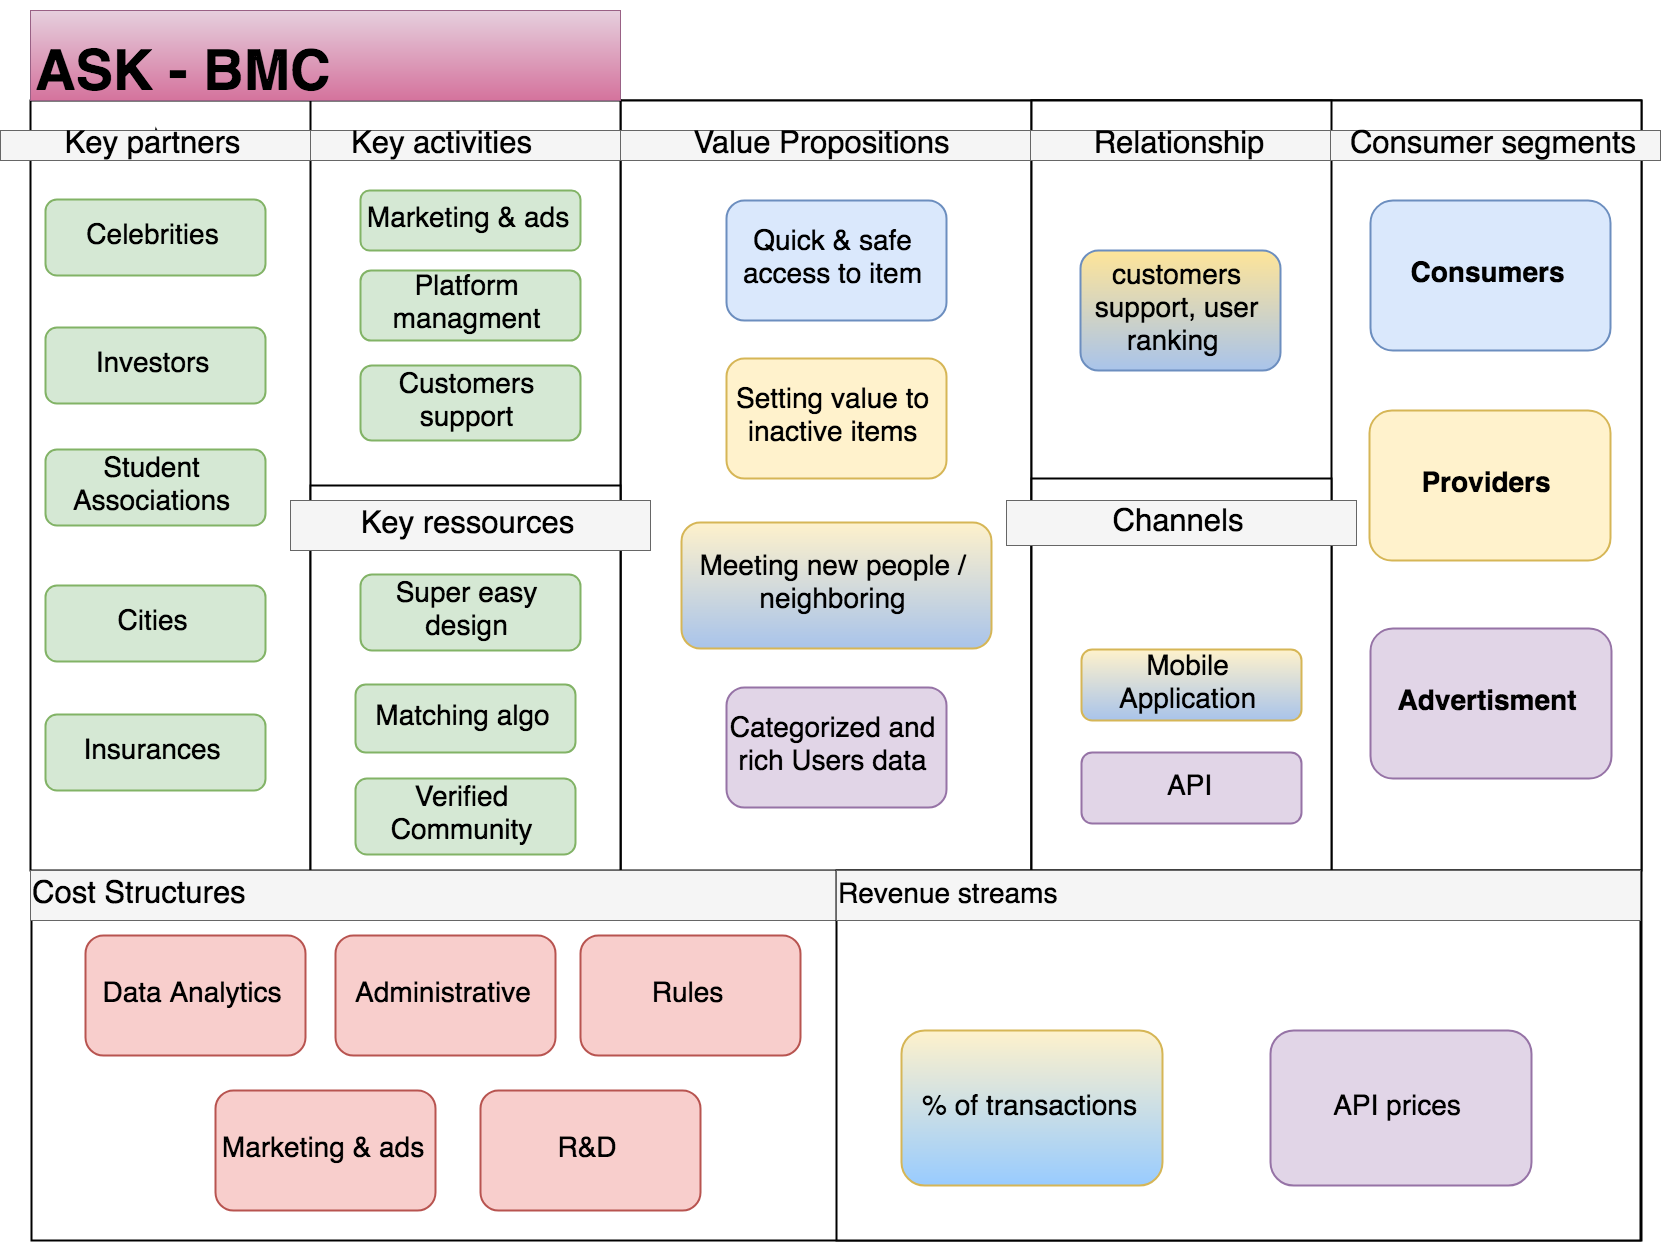 ASK - BMC
Key partners
Celebrities
Investors
Student
Associations
Cities
Insurances
Key activities
Marketing & ads
Platform
managment
Customers
support
Key ressources
Super easy
design
Matching algo
Verified
Community
Value Propositions
Quick & safe
access to item
Setting value to
inactive items
Meeting new people /
neighboring
Categorized and
rich Users data
Relationship
customers
support, user
ranking
Channels
Mobile
Application
API
Consumer segments
Consumers
Providers
Advertisment
Cost Structures
Data Analytics
Administrative
Rules
Marketing & ads
R&D
Revenue streams
% of transactions
API prices